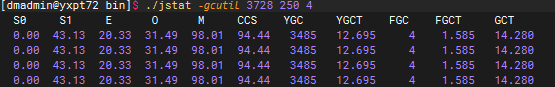 [dmadmin@yxpt72 bin]$ ./jstat -gcutil 3728 250 4
S0 S1 E O M CCS YGC YGCT FGC FGCT GCT
0.00 43.13 20.33 31.49 98.01 94.44 3485 12.695 4 1.585 14.280
0.00 43.13 20.33 31.49 98.01 94.44 3485 12.695 4 1.585 14.280
0.00 43.13 20.33 31.49 98.01 94.44 3485 12.695 4 1.585 14.280
0.00 43.13 20.33 31.49 98.01 94.44 3485 12.695 4 1.585 14.280